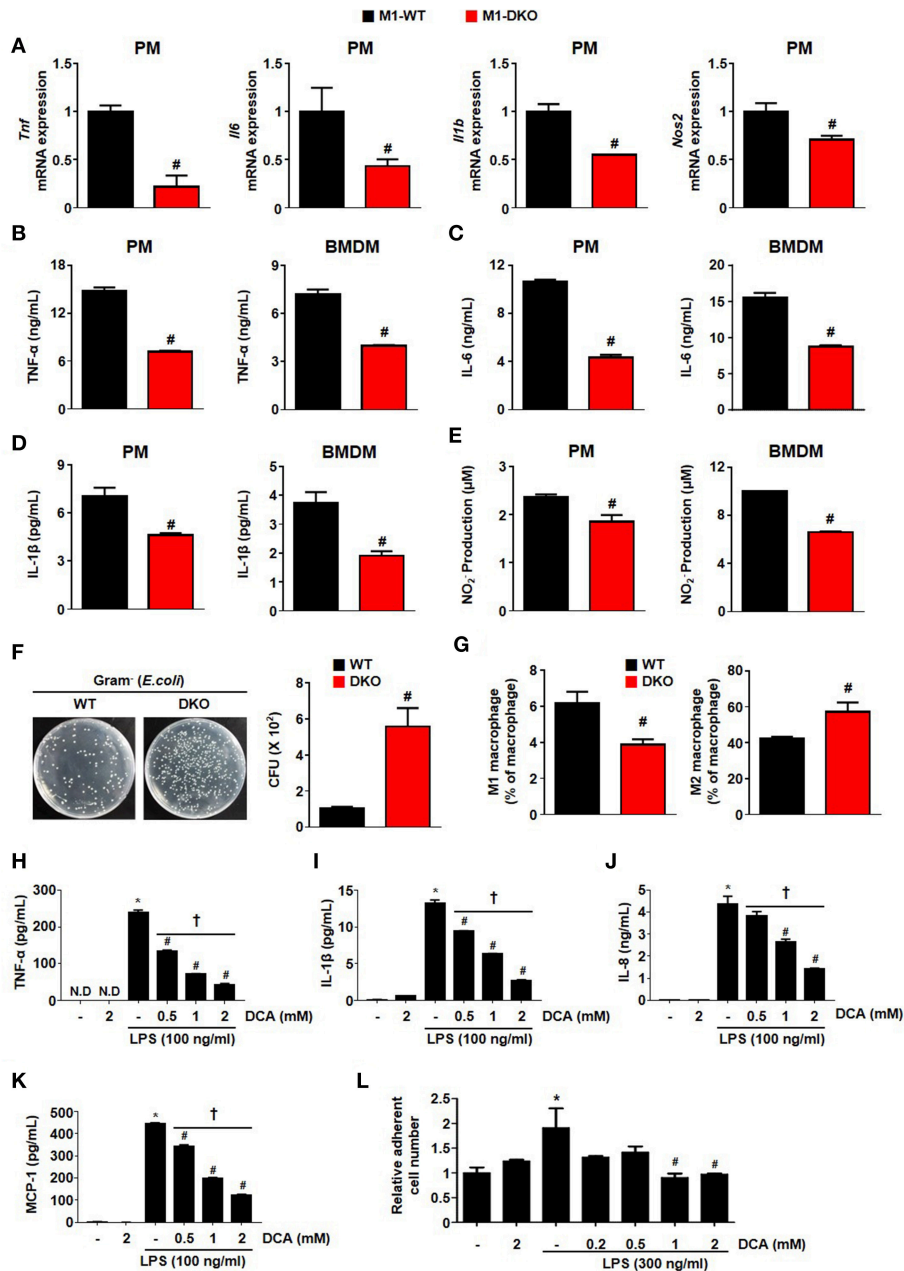 M1-WT M1-DKO
A
PM PM PM PM
Tnf
mRNA expression
1
0.5
0
#
Il6
mRNA expression
1
0.5
0
#
Il1b
mRNA expression
1
0.5
0
#
Nos2
mRNA expression
1
0.5
0
#
B
PM
TNF-α (ng/mL)
18
12
6
0
#
BMDM
TNF-α (ng/mL)
9
6
3
0
#
C
PM
IL-6 (ng/mL)
12
8
4
0
#
BMDM
IL-6 (ng/mL)
20
15
10
5
0
#
D
PM
IL-1β (pg/mL)
9
6
3
0
#
BMDM
IL-1β (pg/mL)
5
4
3
2
1
0
#
E
PM
NO2- Production (µM)
3
2
1
0
#
BMDM
NO2- Production (µM)
10
5
0
#
F
Gram- (E.coli)
WT DKO
WT
DKO
CFU (X 10²)
8
6
4
2
0
#
G
WT
DKO
M1 macrophage
(% of macrophage)
8
6
4
2
0
#
M2 macrophage
(% of macrophage)
80
60
40
20
0
#
H
TNF-α (pg/mL)
300
200
100
0
N.D N.D
* † # # #
- 2 - 0.5 1 2 DCA (mM)
LPS (100 ng/ml)
I
IL-1β (pg/mL)
15
10
5
0
* † # # #
- 2 - 0.5 1 2 DCA (mM)
LPS (100 ng/ml)
J
IL-8 (ng/mL)
5
4
3
2
1
0
* † # #
- 2 - 0.5 1 2 DCA (mM)
LPS (100 ng/ml)
K
MCP-1 (pg/mL)
500
400
300
200
100
0
* † # # #
- 2 - 0.5 1 2 DCA (mM)
LPS (100 ng/ml)
L
Relative adherent
cell number
2.5
2
1.5
1
0.5
0
* # #
- 2 - 0.2 0.5 1 2 DCA (mM)
LPS (300 ng/ml)